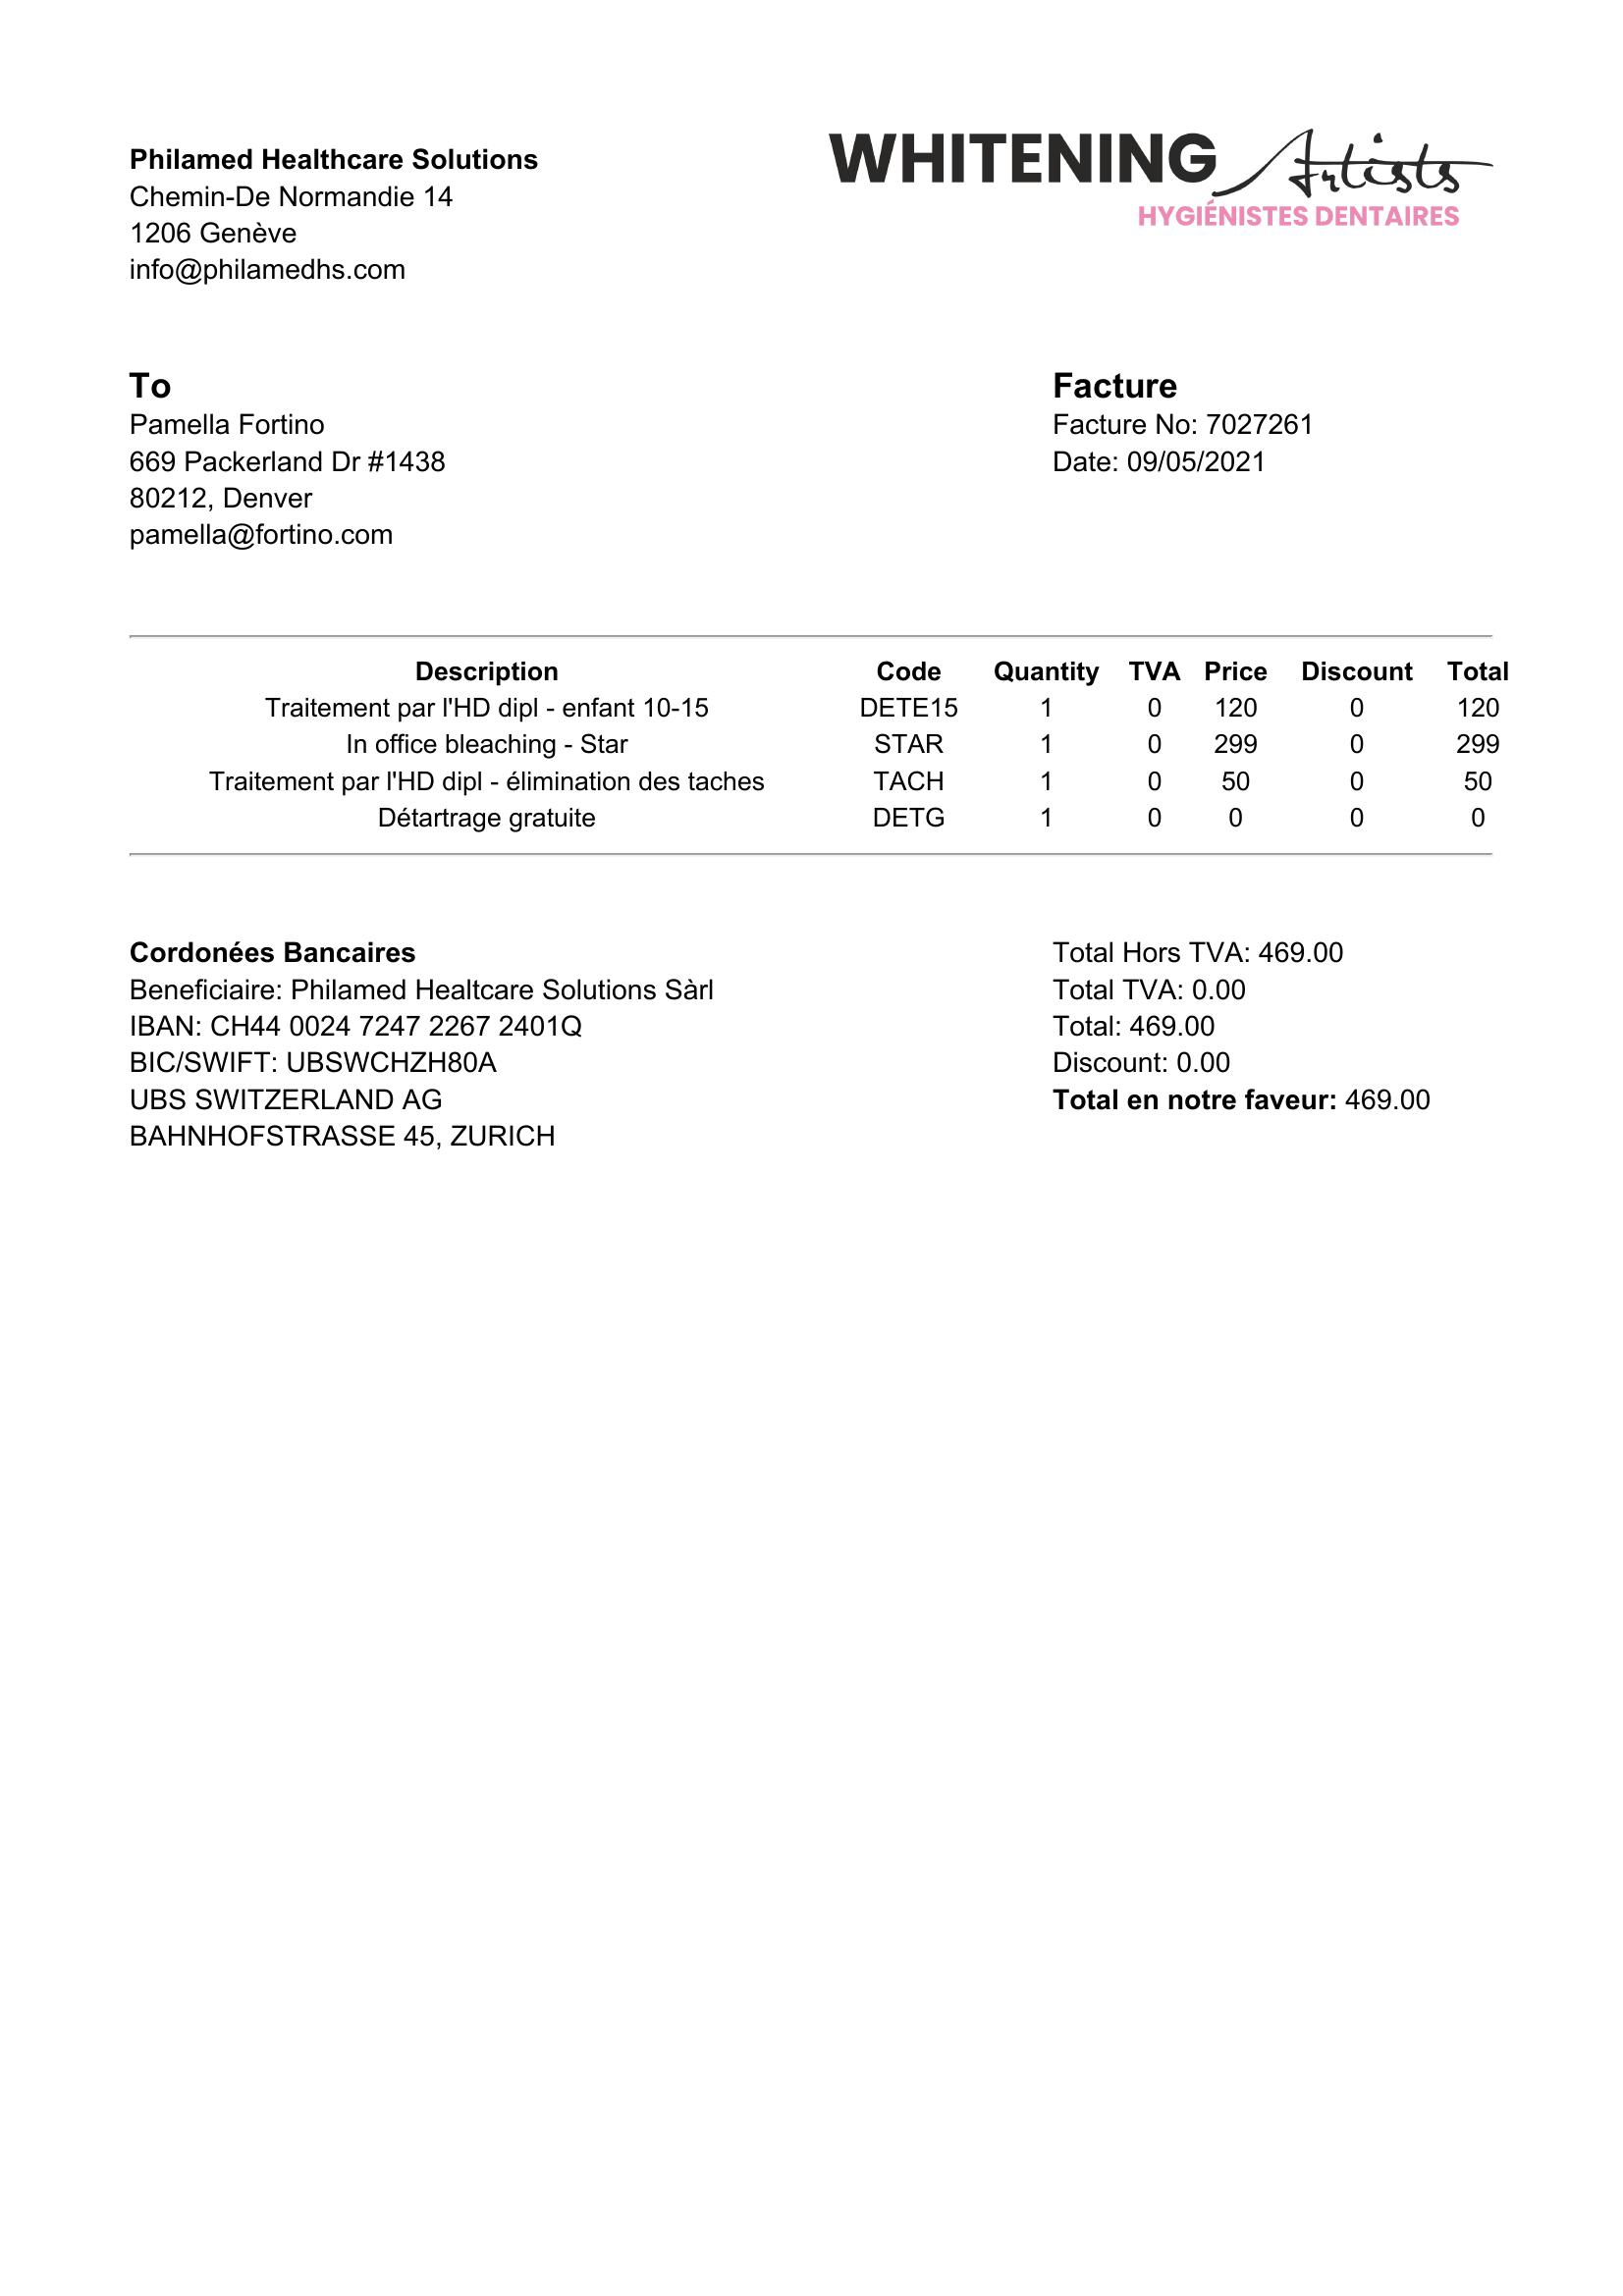 Philamed Healthcare Solutions
Chemin-De Normandie 14
1206 Genève
info@philamedhs.com
WHITENING Artists
HYGIÉNISTES DENTAIRES
To
Pamella Fortino
669 Packerland Dr #1438
80212, Denver
pamella@fortino.com
Facture
Facture No: 7027261
Date: 09/05/2021
Description Code Quantity TVA Price Discount Total
Traitement par l'HD dipl - enfant 10-15 DETE15 1 0 120 0 120
In office bleaching - Star STAR 1 0 299 0 299
Traitement par l'HD dipl - élimination des taches TACH 1 0 50 0 50
Détartrage gratuite DETG 1 0 0 0 0
Cordonées Bancaires
Beneficiaire: Philamed Healtcare Solutions Sàrl
IBAN: CH44 0024 7247 2267 2401Q
BIC/SWIFT: UBSWCHZH80A
UBS SWITZERLAND AG
BAHNHOFSTRASSE 45, ZURICH
Total Hors TVA: 469.00
Total TVA: 0.00
Total: 469.00
Discount: 0.00
Total en notre faveur: 469.00